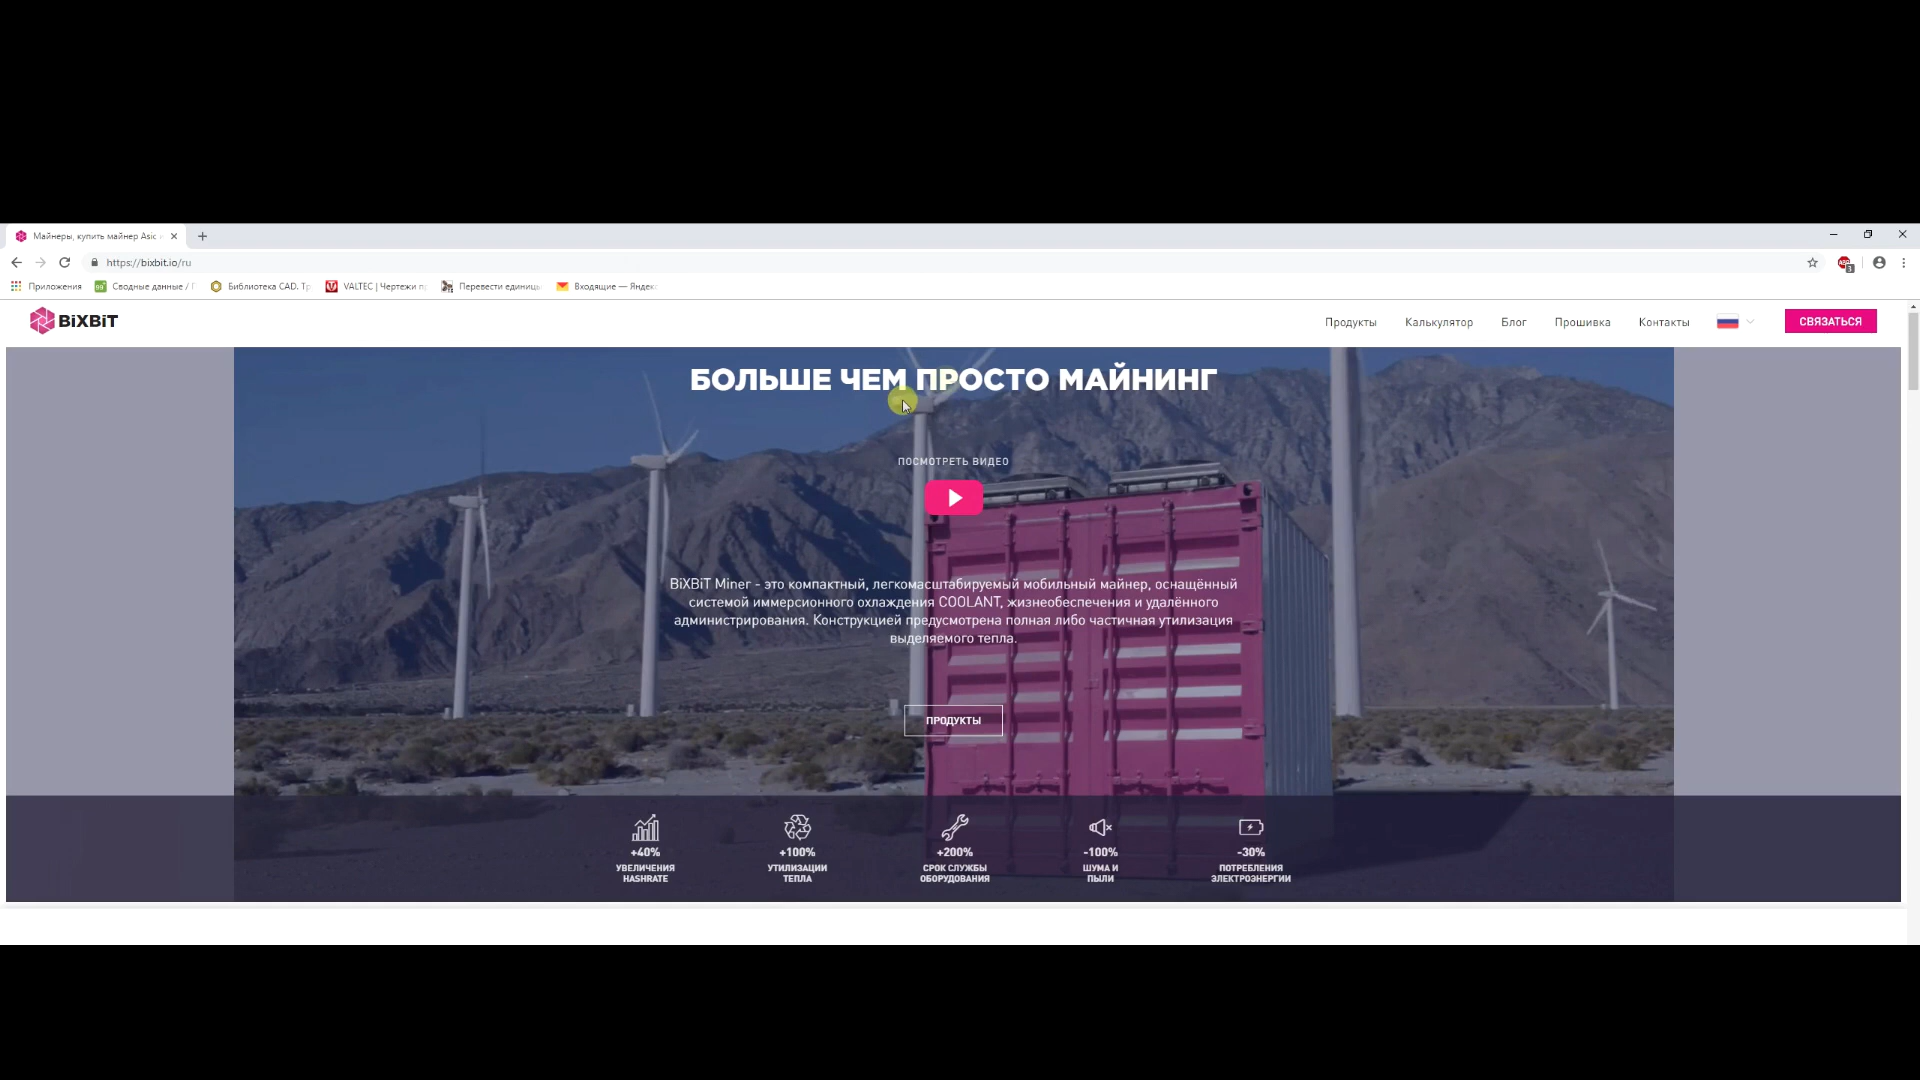 Майнеры, купить майнер Asic
https://bixbit.io/ru
Приложения
Сводные данные /
Библиотека CAD.
VALTEC | Чертежи
Перевести единицы
Входящие —
BiXBiT
Продукты
Калькулятор
Блог
Прошивка
Контакты
СВЯЗАТЬСЯ
БОЛЬШЕ ЧЕМ ПРОСТО МАЙНИНГ
ПОСМОТРЕТЬ ВИДЕО
BiXBiT Miner - это компактный, легкомасштабируемый мобильный майнер, оснащённый
системой иммерсионного охлаждения COOLANT, жизнеобеспечения и удалённого
администрирования. Конструкцией предусмотрена полная либо частичная утилизация
выделяемого тепла.
ПРОДУКТЫ
+40%
УВЕЛИЧЕНИЯ
HASHRATE
+100%
УТИЛИЗАЦИИ
ТЕПЛА
+200%
СРОК СЛУЖБЫ
ОБОРУДОВАНИЯ
-100%
ШУМА И
ПЫЛИ
-30%
ПОТРЕБЛЕНИЯ
ЭЛЕКТРОЭНЕРГИИ